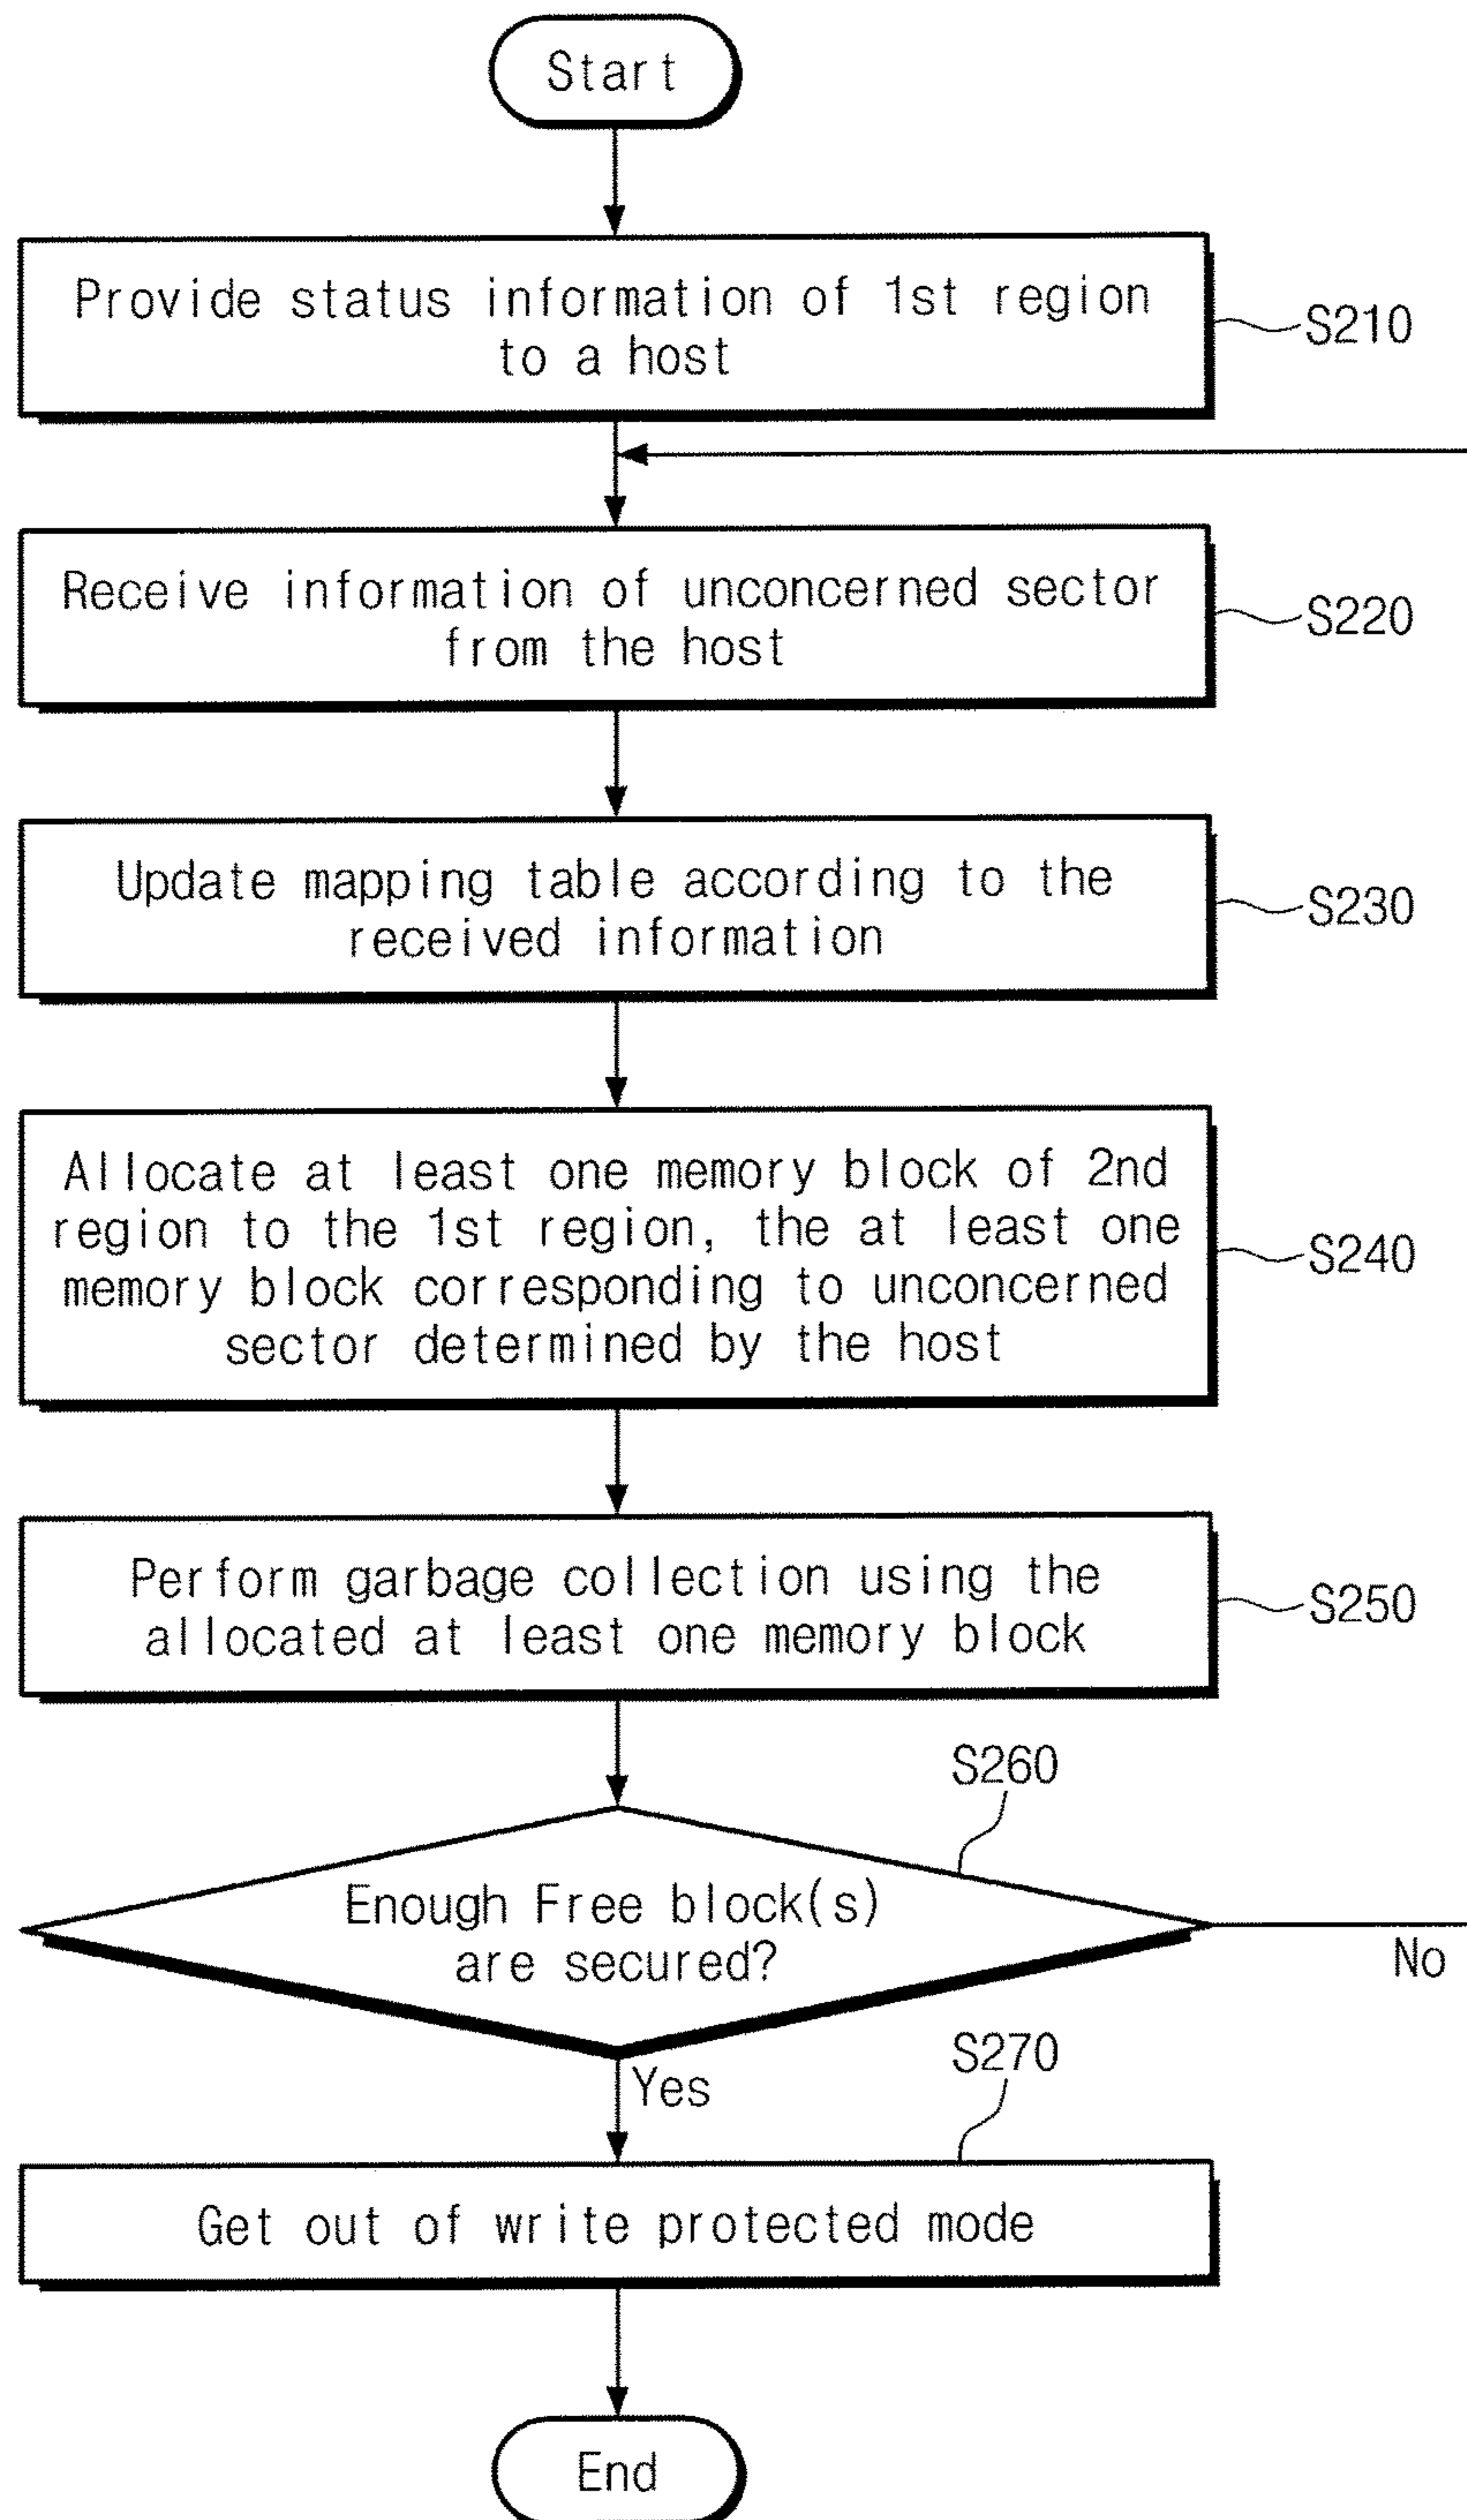 Start
Provide status information of 1st region
to a host
S210
Receive information of unconcerned sector
from the host
S220
Update mapping table according to the
received information
S230
Allocate at least one memory block of 2nd
region to the 1st region, the at least one
memory block corresponding to unconcerned
sector determined by the host
S240
Perform garbage collection using the
allocated at least one memory block
S250
S260
Enough Free block(s)
are secured?
No
Yes
S270
Get out of write protected mode
End